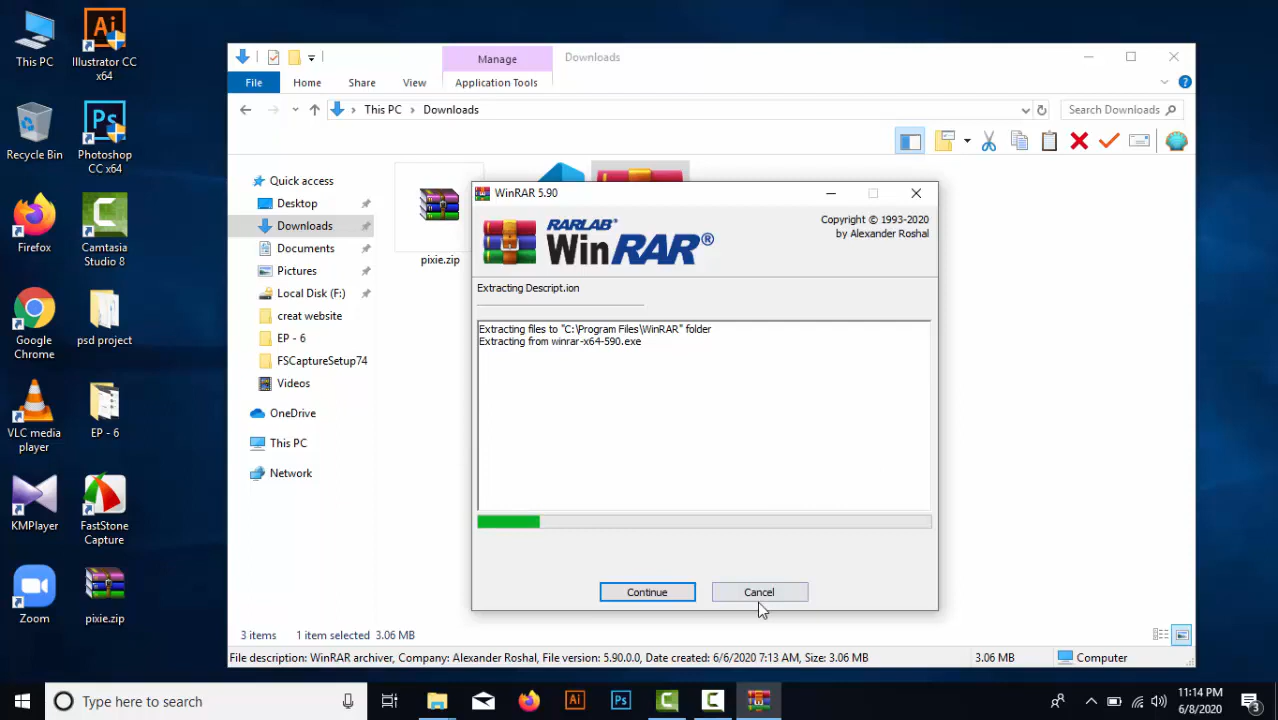 This PC
Illustrator CC
x64
Recycle Bin
Photoshop
CC x64
Firefox
Camtasia
Studio 8
Google
Chrome
psd project
VLC media
player
EP - 6
KMPlayer
FastStone
Capture
Zoom
pixie.zip
Manage
Downloads
File
Home
Share
View
Application Tools
This PC
Downloads
Search Downloads
Quick access
Desktop
Downloads
Documents
Pictures
Local Disk (F:)
creat website
EP - 6
FSCaptureSetup74
Videos
OneDrive
This PC
Network
pixie.zip
WinRAR 5.90
RARLAB®
WinRAR®
Copyright © 1993-2020
by Alexander Roshal
Extracting Descript.ion
Extracting files to "C:\Program Files\WinRAR" folder
Extracting from winrar-x64-590.exe
Continue
Cancel
3 items
1 item selected 3.06 MB
File description: WinRAR archiver, Company: Alexander Roshal, File version: 5.90.0.0, Date created: 6/6/2020 7:13 AM, Size: 3.06 MB
3.06 MB
Computer
Type here to search
11:14 PM
6/8/2020
3